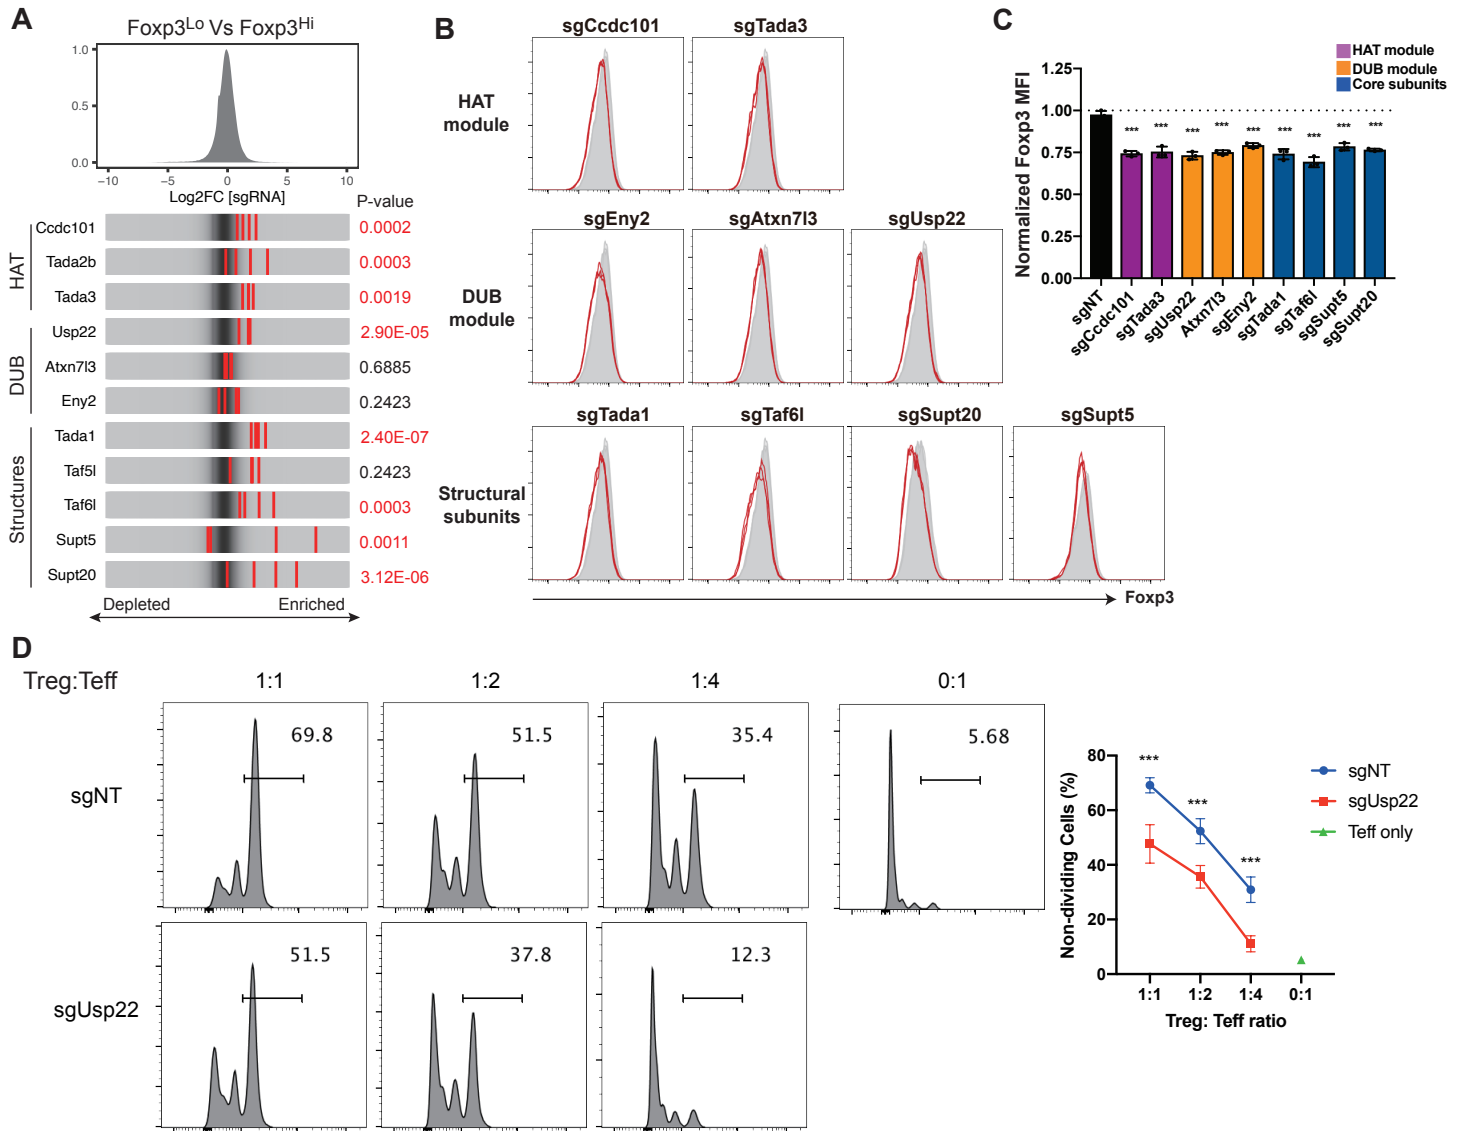 A
Foxp3Lo Vs Foxp3Hi
1.0
0.5
0.0
−10
−5
0
5
10
Log2FC [sgRNA]
P-value
HAT
Ccdc101
0.0002
Tada2b
0.0003
Tada3
0.0019
DUB
Usp22
2.90E-05
Atxn7l3
0.6885
Eny2
0.2423
Structures
Tada1
2.40E-07
Taf5l
0.2423
Taf6l
0.0003
Supt5
0.0011
Supt20
3.12E-06
Depleted
Enriched
B
sgCcdc101
sgTada3
HAT
module
sgEny2
sgAtxn7l3
sgUsp22
DUB
module
sgTada1
sgTaf6l
sgSupt20
sgSupt5
Structural
subunits
Foxp3
C
HAT module
DUB module
Core subunits
Normalized Foxp3 MFI
1.25
1.00
0.75
0.50
0.25
0.00
*** *** *** *** *** *** *** *** ***
sgNT
sgCcdc101
sgTada3
sgUsp22
Atxn7l3
sgEny2
sgTada1
sgTaf6l
sgSupt5
sgSupt20
D
Treg:Teff
1:1
1:2
1:4
0:1
sgNT
69.8
51.5
35.4
5.68
sgUsp22
51.5
37.8
12.3
Non-dividing Cells (%)
80
60
40
20
0
***
***
***
1:1
1:2
1:4
0:1
Treg: Teff ratio
sgNT
sgUsp22
Teff only